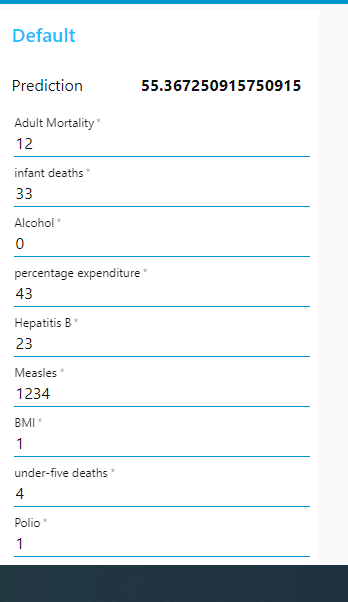 Default
Prediction 55.367250915750915
Adult Mortality *
12
infant deaths *
33
Alcohol *
0
percentage expenditure *
43
Hepatitis B *
23
Measles *
1234
BMI *
1
under-five deaths *
4
Polio *
1